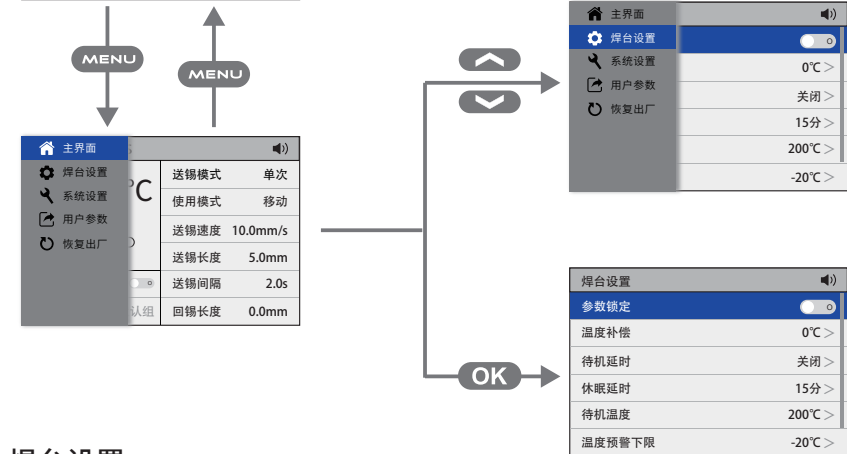 MENU
MENU
主界面
焊台设置
系统设置
用户参数
恢复出厂
℃
认组
送锡模式 单次
使用模式 移动
送锡速度 10.0mm/s
送锡长度 5.0mm
送锡间隔 2.0s
回锡长度 0.0mm
OK
主界面
焊台设置
系统设置
用户参数
恢复出厂
0℃ >
关闭 >
15分 >
200℃ >
-20℃ >
焊台设置
参数锁定
温度补偿 0℃ >
待机延时 关闭 >
休眠延时 15分 >
待机温度 200℃ >
温度预警下限 -20℃ >